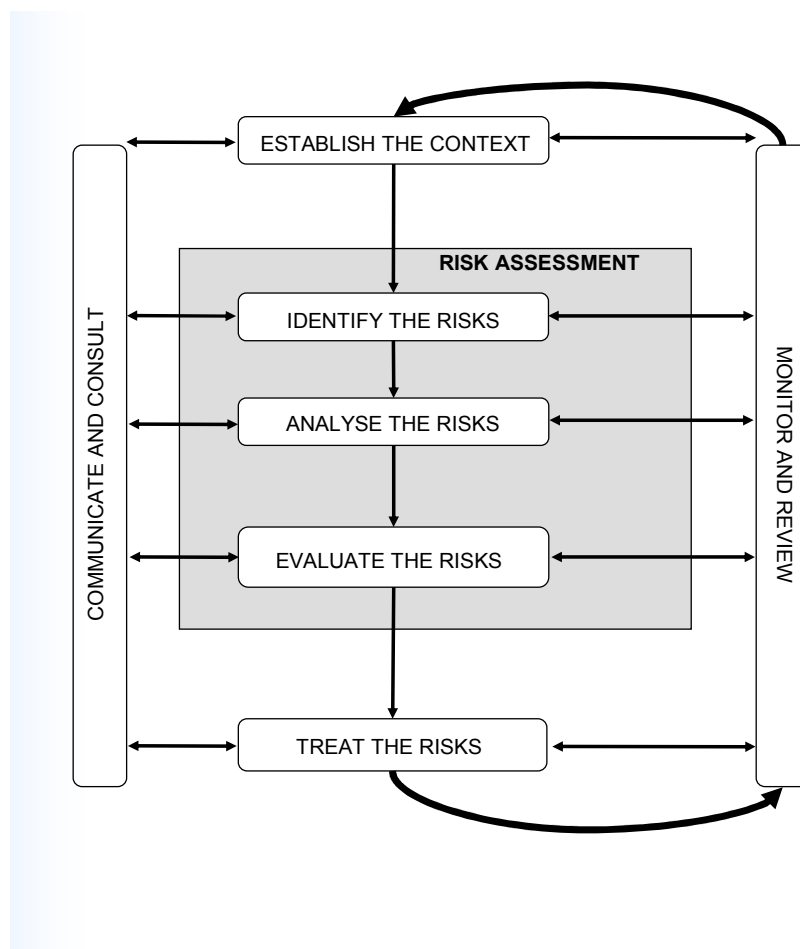 ESTABLISH THE CONTEXT
RISK ASSESSMENT
IDENTIFY THE RISKS
ANALYSE THE RISKS
EVALUATE THE RISKS
TREAT THE RISKS
COMMUNICATE AND CONSULT
MONITOR AND REVIEW